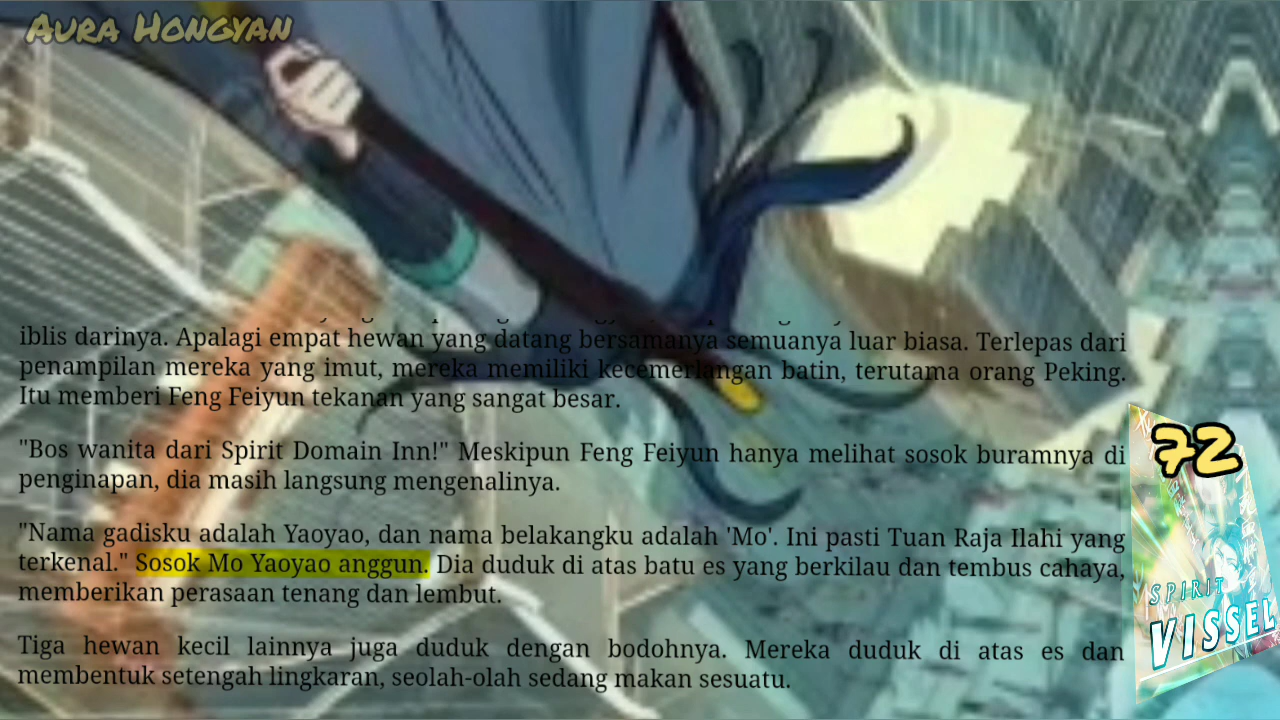 Aura Hongyan
iblis darinya. Apalagi empat hewan yang datang bersamanya semuanya luar biasa. Terlepas dari
penampilan mereka yang imut, mereka memiliki kecemerlangan batin, terutama orang Peking.
Itu memberi Feng Feiyun tekanan yang sangat besar.
"Bos wanita dari Spirit Domain Inn!" Meskipun Feng Feiyun hanya melihat sosok buramnya di
penginapan, dia masih langsung mengenalinya.
"Nama gadisku adalah Yaoyao, dan nama belakangku adalah 'Mo'. Ini pasti Tuan Raja Ilahi yang
terkenal." Sosok Mo Yaoyao anggun. Dia duduk di atas batu es yang berkilau dan tembus cahaya,
memberikan perasaan tenang dan lembut.
Tiga hewan kecil lainnya juga duduk dengan bodohnya. Mereka duduk di atas es dan
membentuk setengah lingkaran, seolah-olah sedang makan sesuatu.
72
SPIRIT
VISSEL